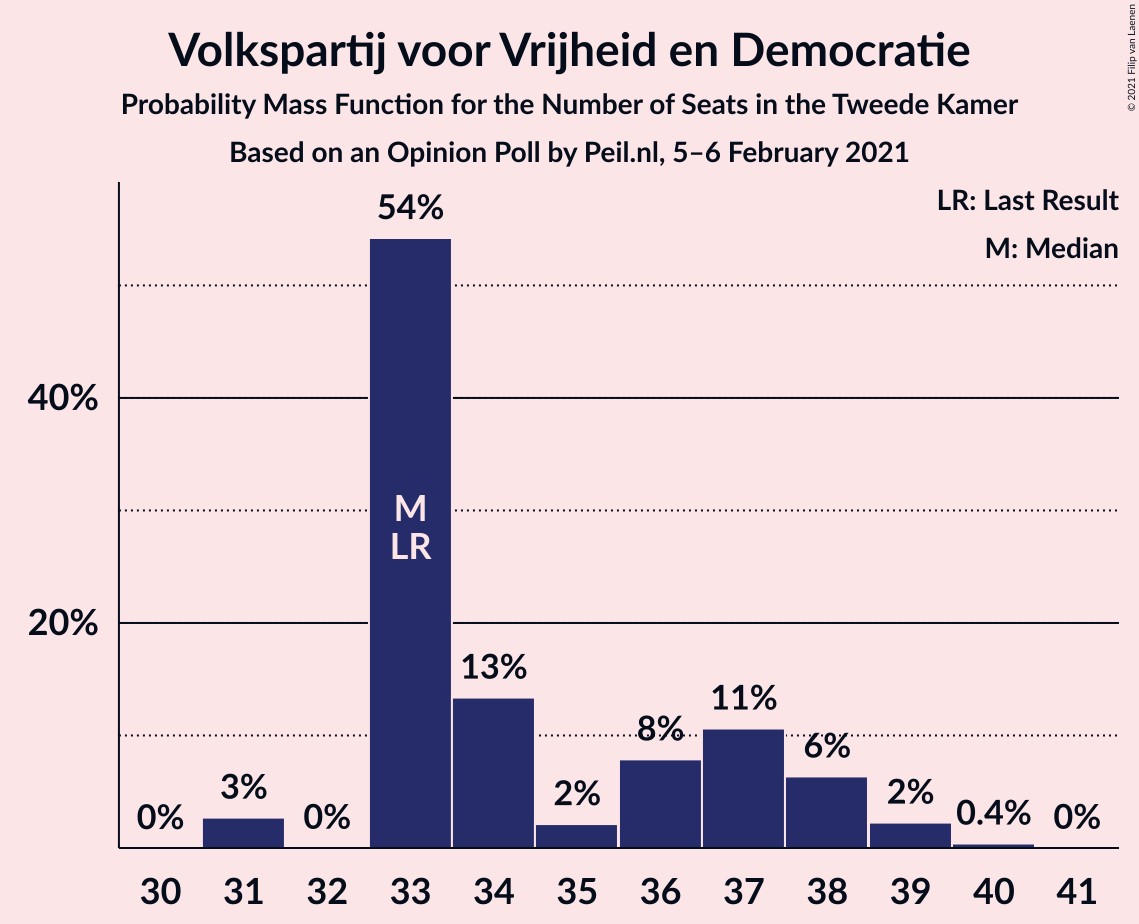 Volkspartij voor Vrijheid en Democratie
Probability Mass Function for the Number of Seats in the Tweede Kamer
Based on an Opinion Poll by Peil.nl, 5–6 February 2021
© 2021 Filip van Laenen
LR: Last Result
M: Median
40%
20%
0%
3%
0%
54%
13%
2%
8%
11%
6%
2%
0.4%
0%
M
LR
30 31 32 33 34 35 36 37 38 39 40 41